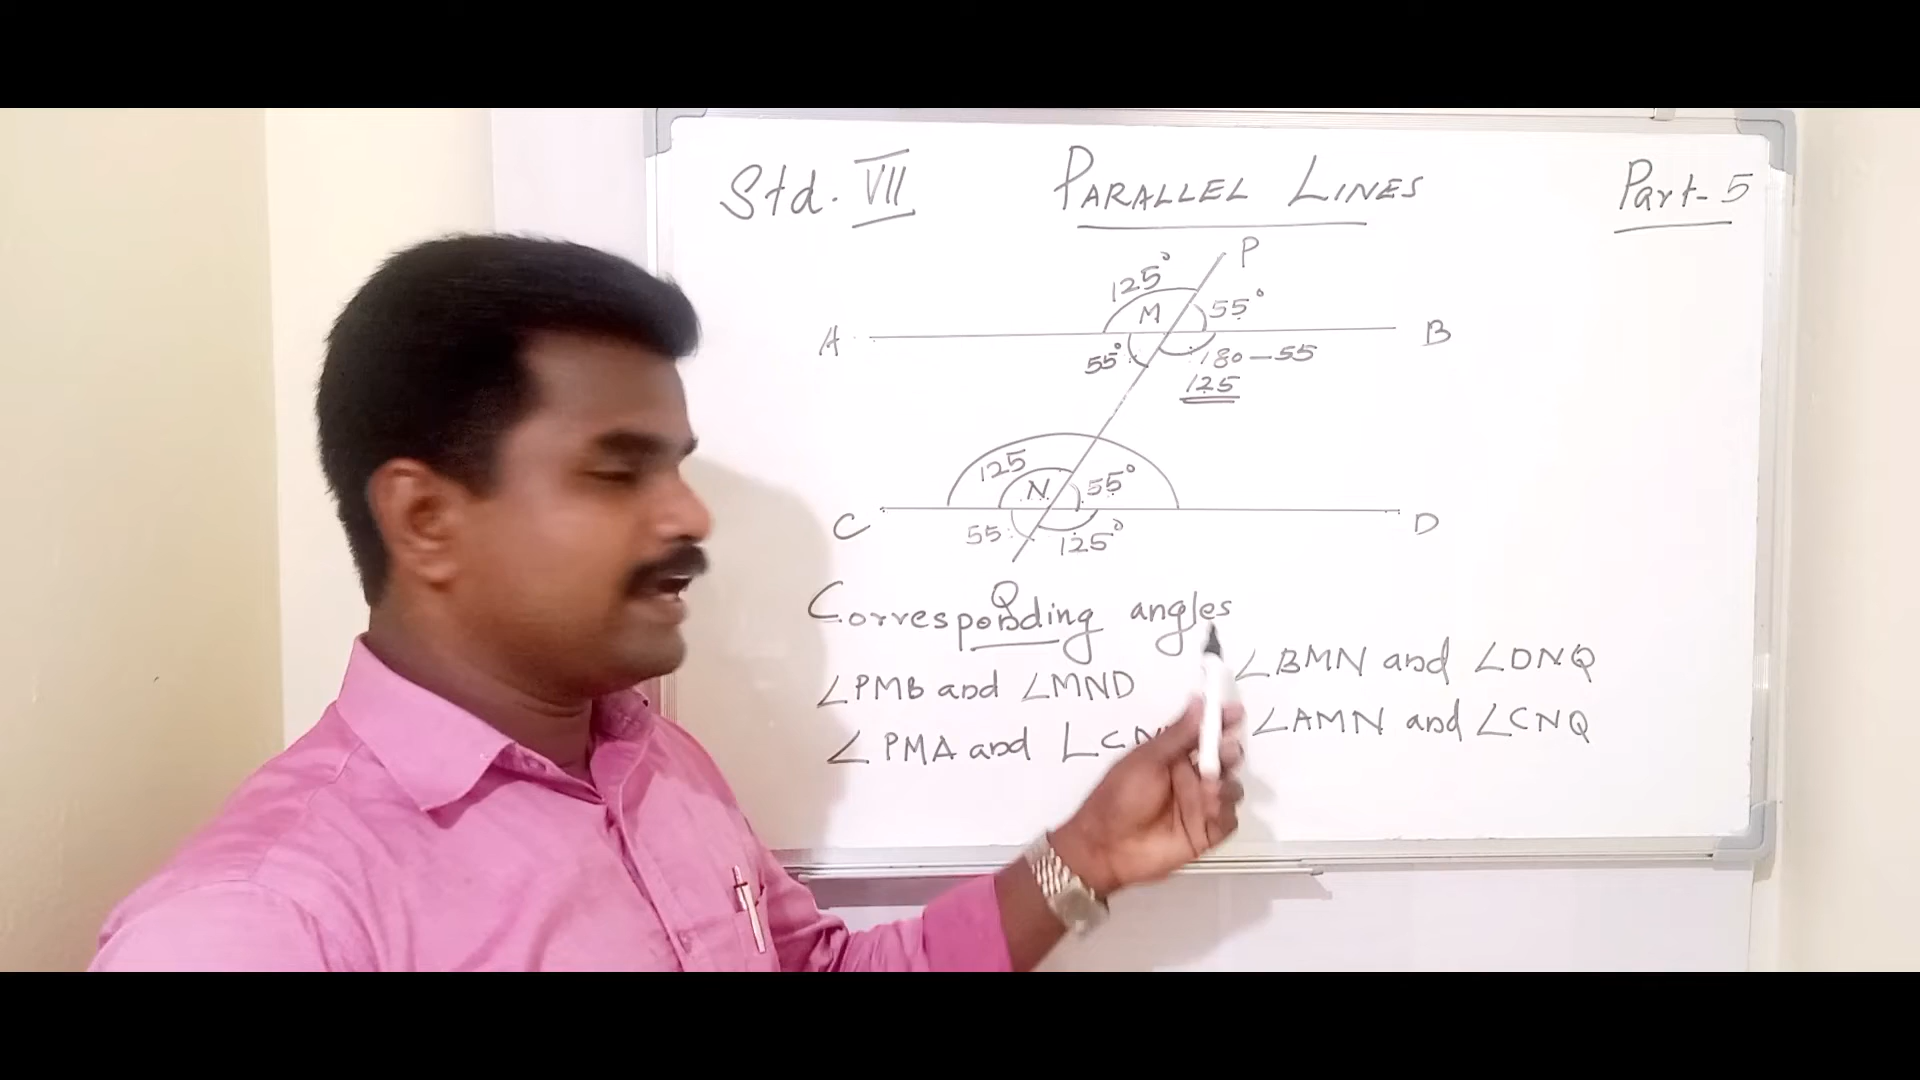 Std. VII PARALLEL LINES Part-5
P
125° M 55°
A B
55° 180-55
125
125 N 55°
C D
55 125°
Q
Corresponding angles
∠PMB and ∠MND
∠BMN and ∠DNQ
∠PMA and
∠AMN and ∠CNQ